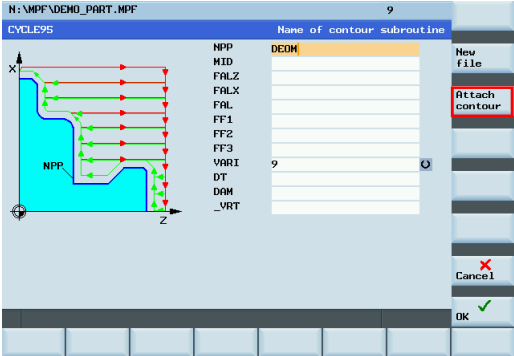 N:\MPF\DEMO_PART.MPF 9
CYCLE95 Name of contour subroutine
NPP DEOM
MID
FALZ
FALX
FAL
FF1
FF2
FF3
VARI 9
DT
DAM
_VRT
X
NPP
Z
New
file
Attach
contour
Cancel
OK